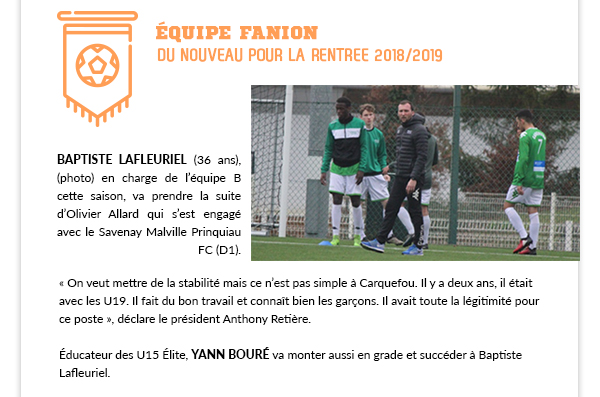 ÉQUIPE FANION
DU NOUVEAU POUR LA RENTREE 2018/2019
BAPTISTE LAFLEURIEL (36 ans),
(photo) en charge de l'équipe B
cette saison, va prendre la suite
d'Olivier Allard qui s'est engagé
avec le Savenay Malville Prinquiau
FC (D1).
« On veut mettre de la stabilité mais ce n'est pas simple à Carquefou. Il y a deux ans, il était
avec les U19. Il fait du bon travail et connaît bien les garçons. Il avait toute la légitimité pour
ce poste », déclare le président Anthony Retière.
Éducateur des U15 Élite, YANN BOURÉ va monter aussi en grade et succéder à Baptiste
Lafleuriel.